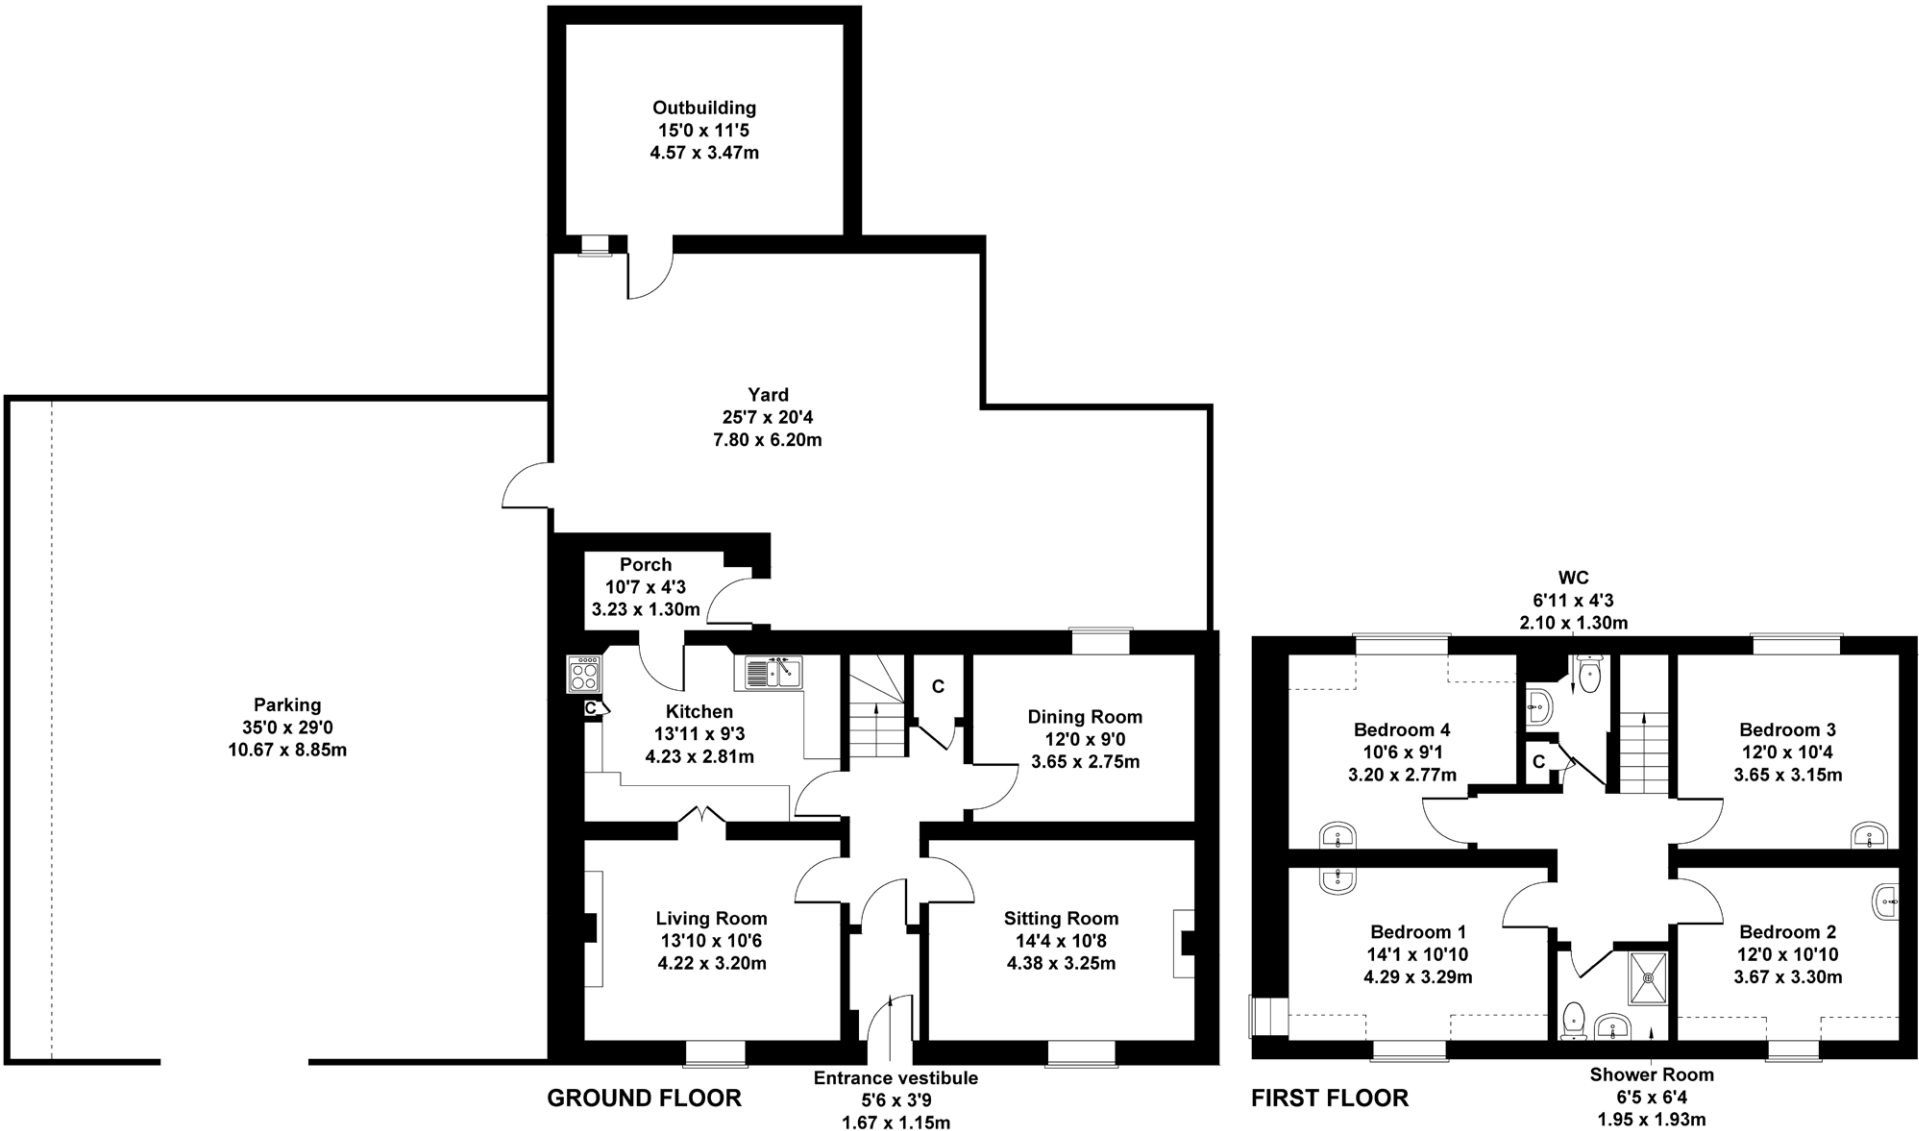 Outbuilding
15'0 x 11'5
4.57 x 3.47m
Yard
25'7 x 20'4
7.80 x 6.20m
Porch
10'7 x 4'3
3.23 x 1.30m
Parking
35'0 x 29'0
10.67 x 8.85m
C
Kitchen
13'11 x 9'3
4.23 x 2.81m
C
Dining Room
12'0 x 9'0
3.65 x 2.75m
Living Room
13'10 x 10'6
4.22 x 3.20m
Sitting Room
14'4 x 10'8
4.38 x 3.25m
Entrance vestibule
5'6 x 3'9
1.67 x 1.15m
GROUND FLOOR
WC
6'11 x 4'3
2.10 x 1.30m
Bedroom 4
10'6 x 9'1
3.20 x 2.77m
C
Bedroom 3
12'0 x 10'4
3.65 x 3.15m
Bedroom 1
14'1 x 10'10
4.29 x 3.29m
Bedroom 2
12'0 x 10'10
3.67 x 3.30m
Shower Room
6'5 x 6'4
1.95 x 1.93m
FIRST FLOOR